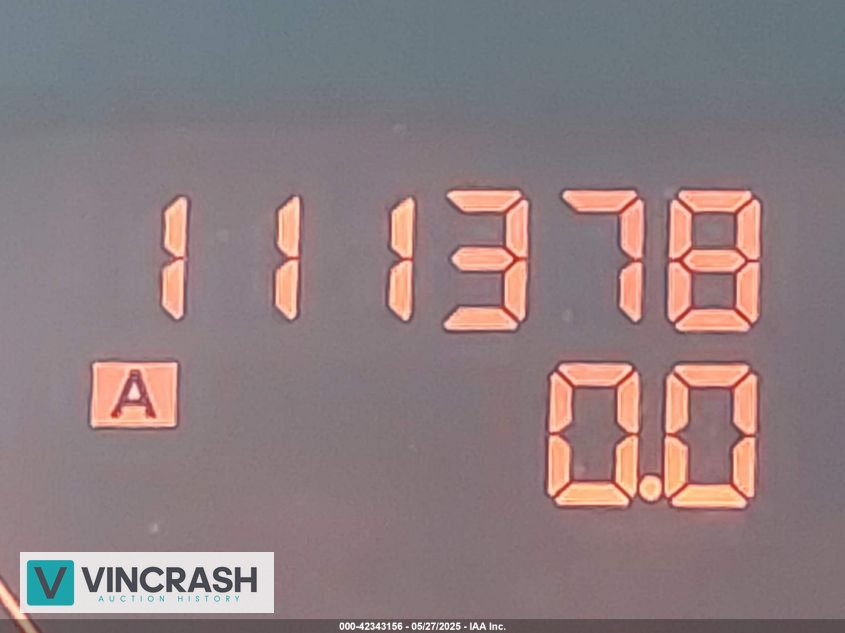 111378
A
0.0
V VINCRASH
AUCTION HISTORY
000-42343156 - 05/27/2025 - IAA Inc.